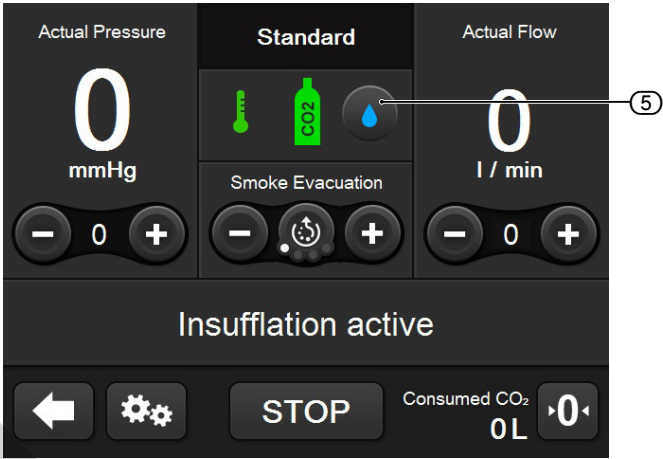 Actual Pressure
0
mmHg
0
Standard
CO2
Smoke Evacuation
Actual Flow
0
l / min
0
5
Insufflation active
STOP
Consumed CO₂
0 L
0